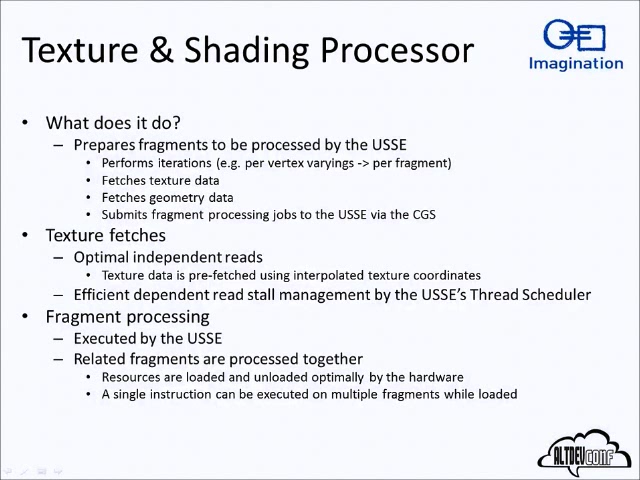 Texture & Shading Processor
Imagination
• What does it do?
– Prepares fragments to be processed by the USSE
• Performs iterations (e.g. per vertex varyings -> per fragment)
• Fetches texture data
• Fetches geometry data
• Submits fragment processing jobs to the USSE via the CGS
• Texture fetches
– Optimal independent reads
• Texture data is pre-fetched using interpolated texture coordinates
– Efficient dependent read stall management by the USSE's Thread Scheduler
• Fragment processing
– Executed by the USSE
– Related fragments are processed together
• Resources are loaded and unloaded optimally by the hardware
• A single instruction can be executed on multiple fragments while loaded
ALTDEVCONF